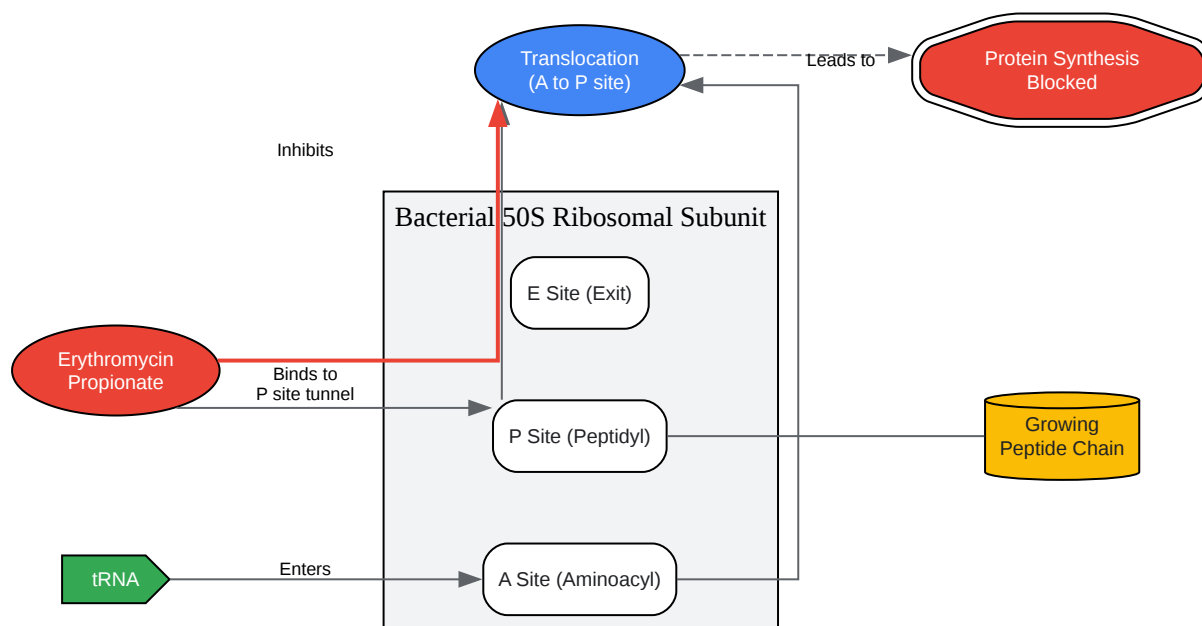 Translocation
(A to P site)
Leads to
Protein Synthesis
Blocked
Inhibits
Bacterial 50S Ribosomal Subunit
E Site (Exit)
Erythromycin
Propionate
Binds to
P site tunnel
P Site (Peptidyl)
Growing
Peptide Chain
tRNA
Enters
A Site (Aminoacyl)